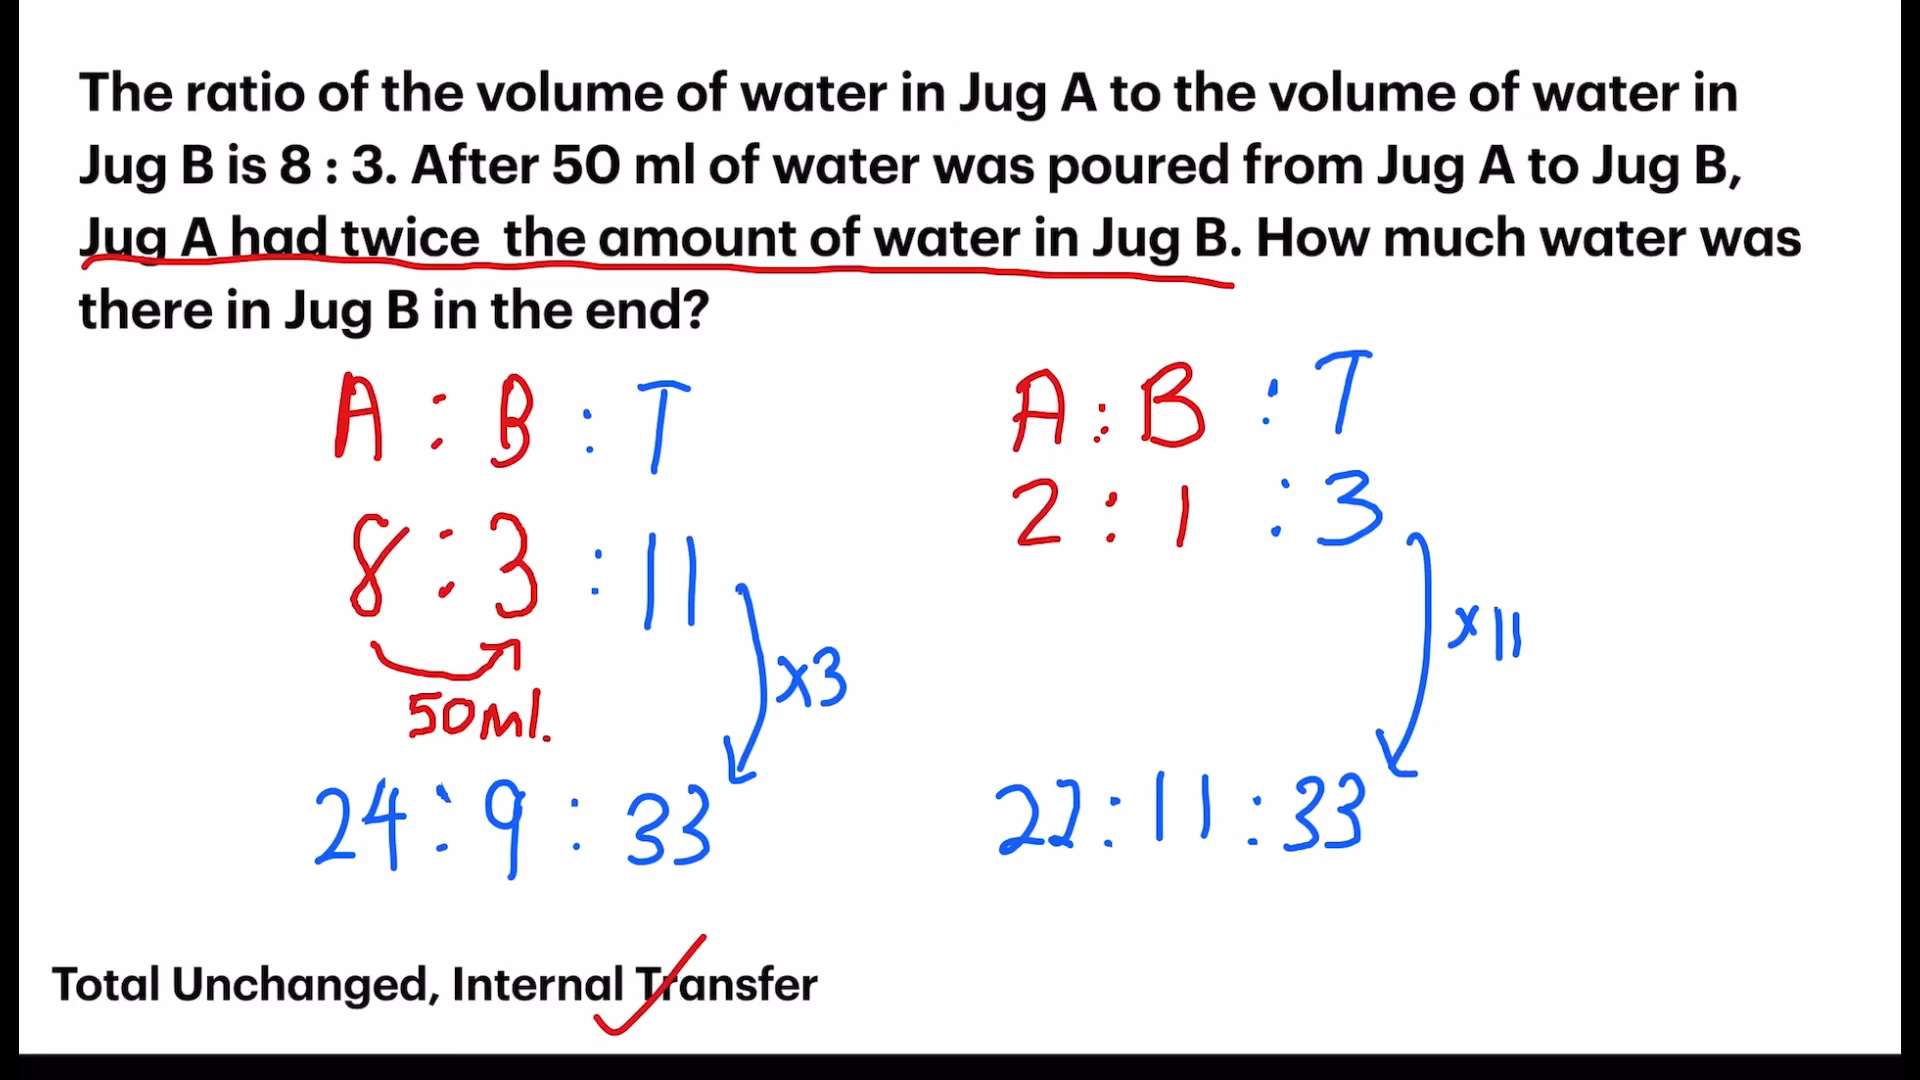 The ratio of the volume of water in Jug A to the volume of water in
Jug B is 8 : 3. After 50 ml of water was poured from Jug A to Jug B,
Jug A had twice the amount of water in Jug B. How much water was
there in Jug B in the end?
A : B : T
8 : 3 : 11
50ml.
x3
24 : 9 : 33
A : B : T
2 : 1 : 3
x11
22 : 11 : 33
Total Unchanged, Internal Transfer